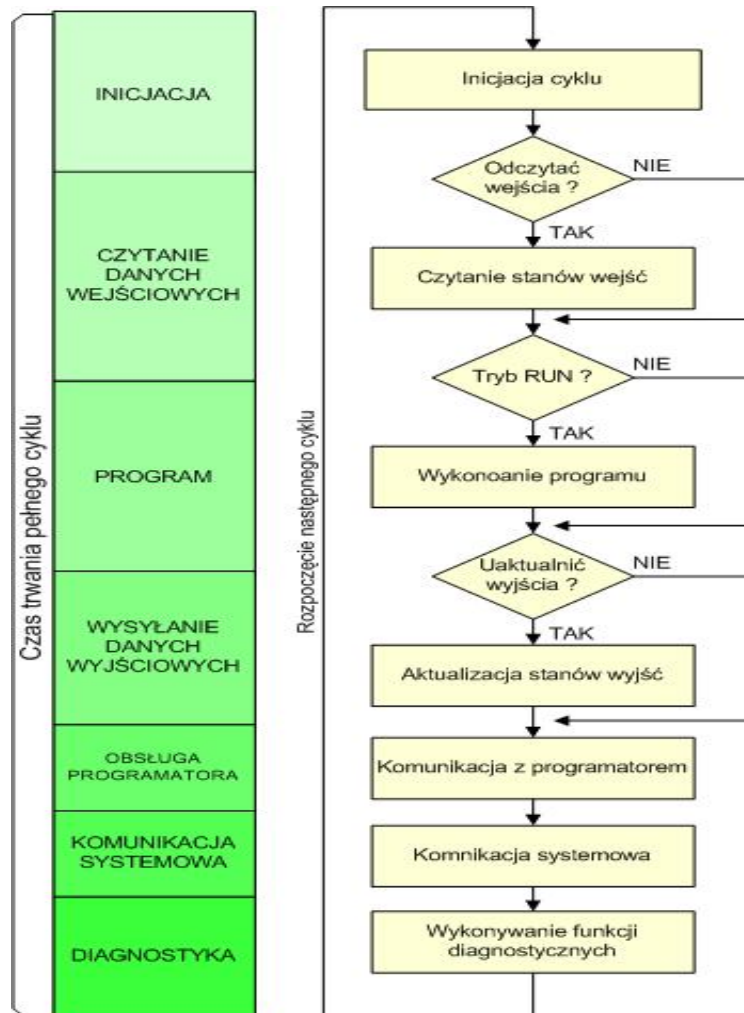 Czas trwania pełnego cyklu
INICJACJA
CZYTANIE
DANYCH
WEJŚCIOWYCH
PROGRAM
WYSYŁANIE
DANYCH
WYJŚCIOWYCH
OBSŁUGA
PROGRAMATORA
KOMUNIKACJA
SYSTEMOWA
DIAGNOSTYKA
Rozpoczęcie następnego cyklu
Inicjacja cyklu
Odczytać
wejścia ?
NIE
TAK
Czytanie stanów wejść
Tryb RUN ?
NIE
TAK
Wykonoanie programu
Uaktualnić
wyjścia ?
NIE
TAK
Aktualizacja stanów wyjść
Komunikacja z programatorem
Komnikacja systemowa
Wykonywanie funkcji
diagnostycznych